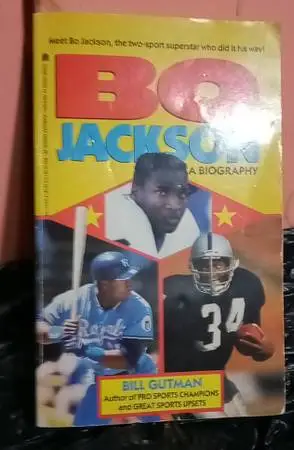 Meet Bo Jackson, the two-sport superstar who did it his way!
BO
JACKSON
A BIOGRAPHY
Royals
34
BILL GUTMAN
Author of PRO SPORTS CHAMPIONS
and GREAT SPORTS UPSETS